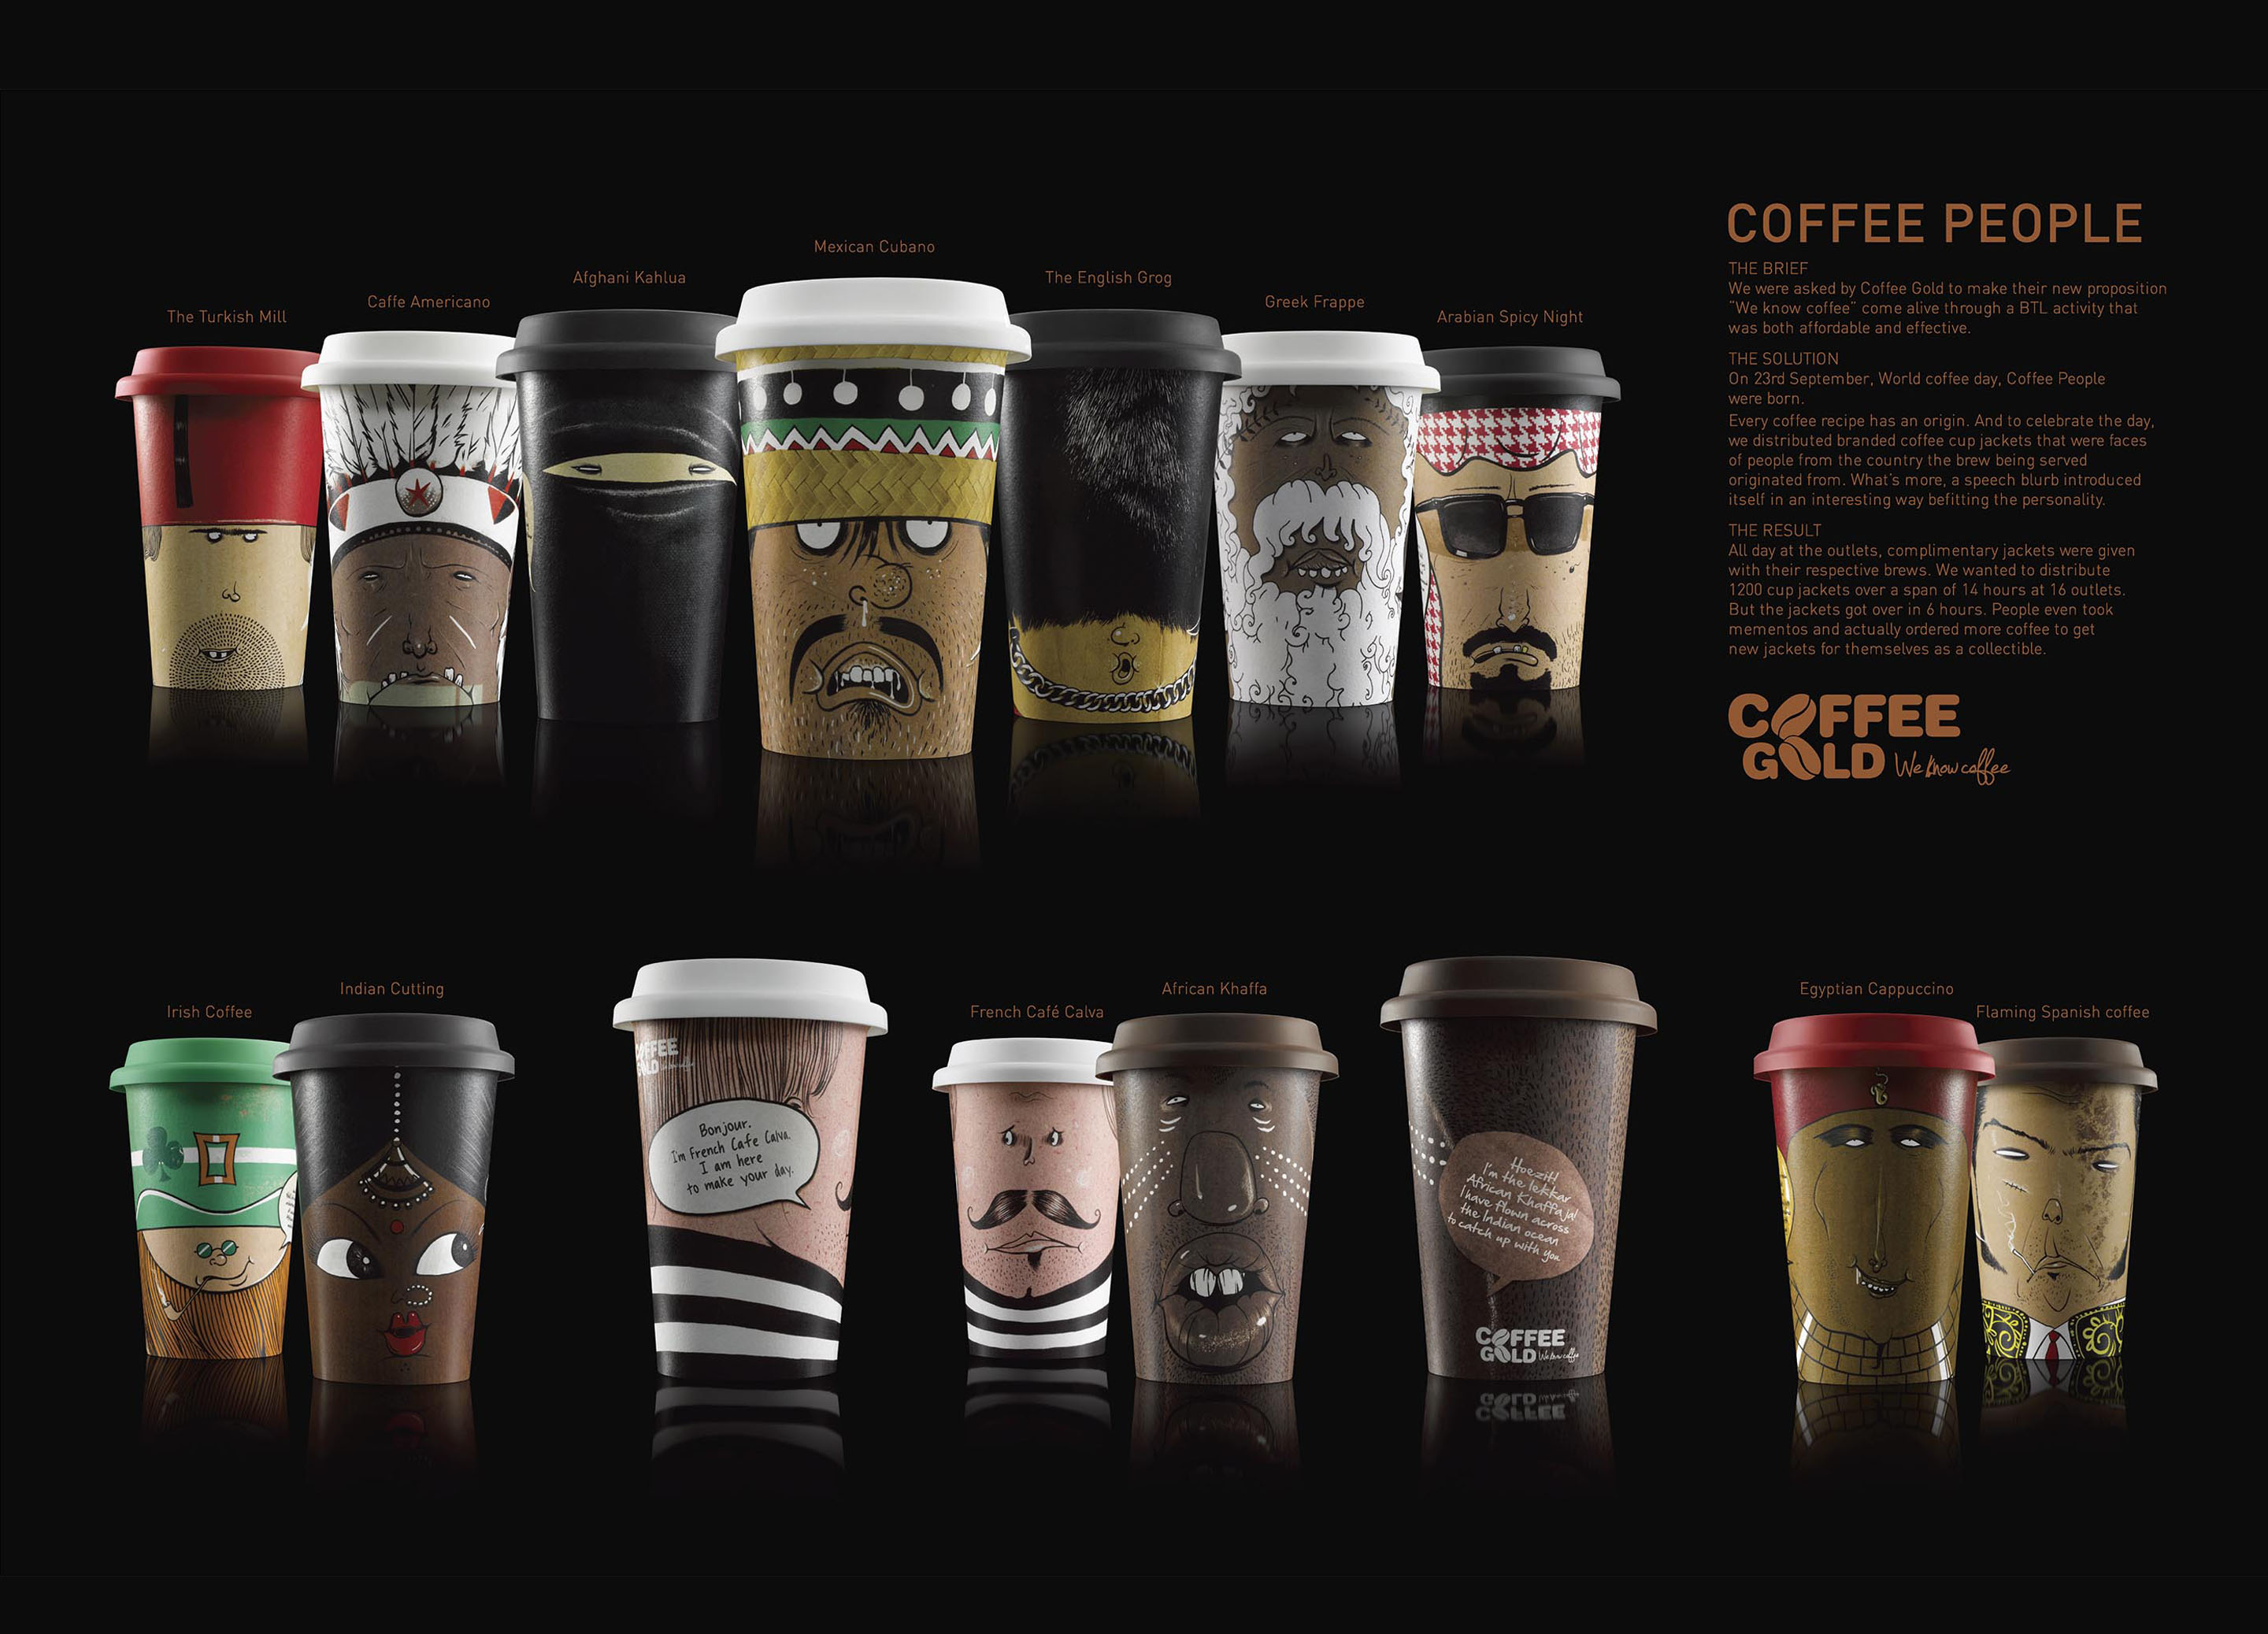 Mexican Cubano
Afghani Kahlua
The English Grog
Caffe Americano
Greek Frappe
The Turkish Mill
Arabian Spicy Night
COFFEE PEOPLE
THE BRIEF
We were asked by Coffee Gold to make their new proposition
"We know coffee" come alive through a BTL activity that
was both affordable and effective.
THE SOLUTION
On 23rd September, World coffee day, Coffee People
were born.
Every coffee recipe has an origin. And to celebrate the day,
we distributed branded coffee cup jackets that were faces
of people from the country the brew being served
originated from. What's more, a speech blurb introduced
itself in an interesting way befitting the personality.
THE RESULT
All day at the outlets, complimentary jackets were given
with their respective brews. We wanted to distribute
1200 cup jackets over a span of 14 hours at 16 outlets.
But the jackets got over in 6 hours. People even took
mementos and actually ordered more coffee to get
new jackets for themselves as a collectible.
COFFEE
GOLD We know coffee
Irish Coffee
Indian Cutting
OFFEE
GOLD
Bonjour.
I'm French Cafe Calva.
I am here
to make your day.
French Café Calva
African Khaffa
Hoezit!
I'm the lekkar
African Khaffaja!
I have flown across
the Indian ocean
to catch up with you
COFFEE
GOLD We know coffee
Egyptian Cappuccino
Flaming Spanish coffee